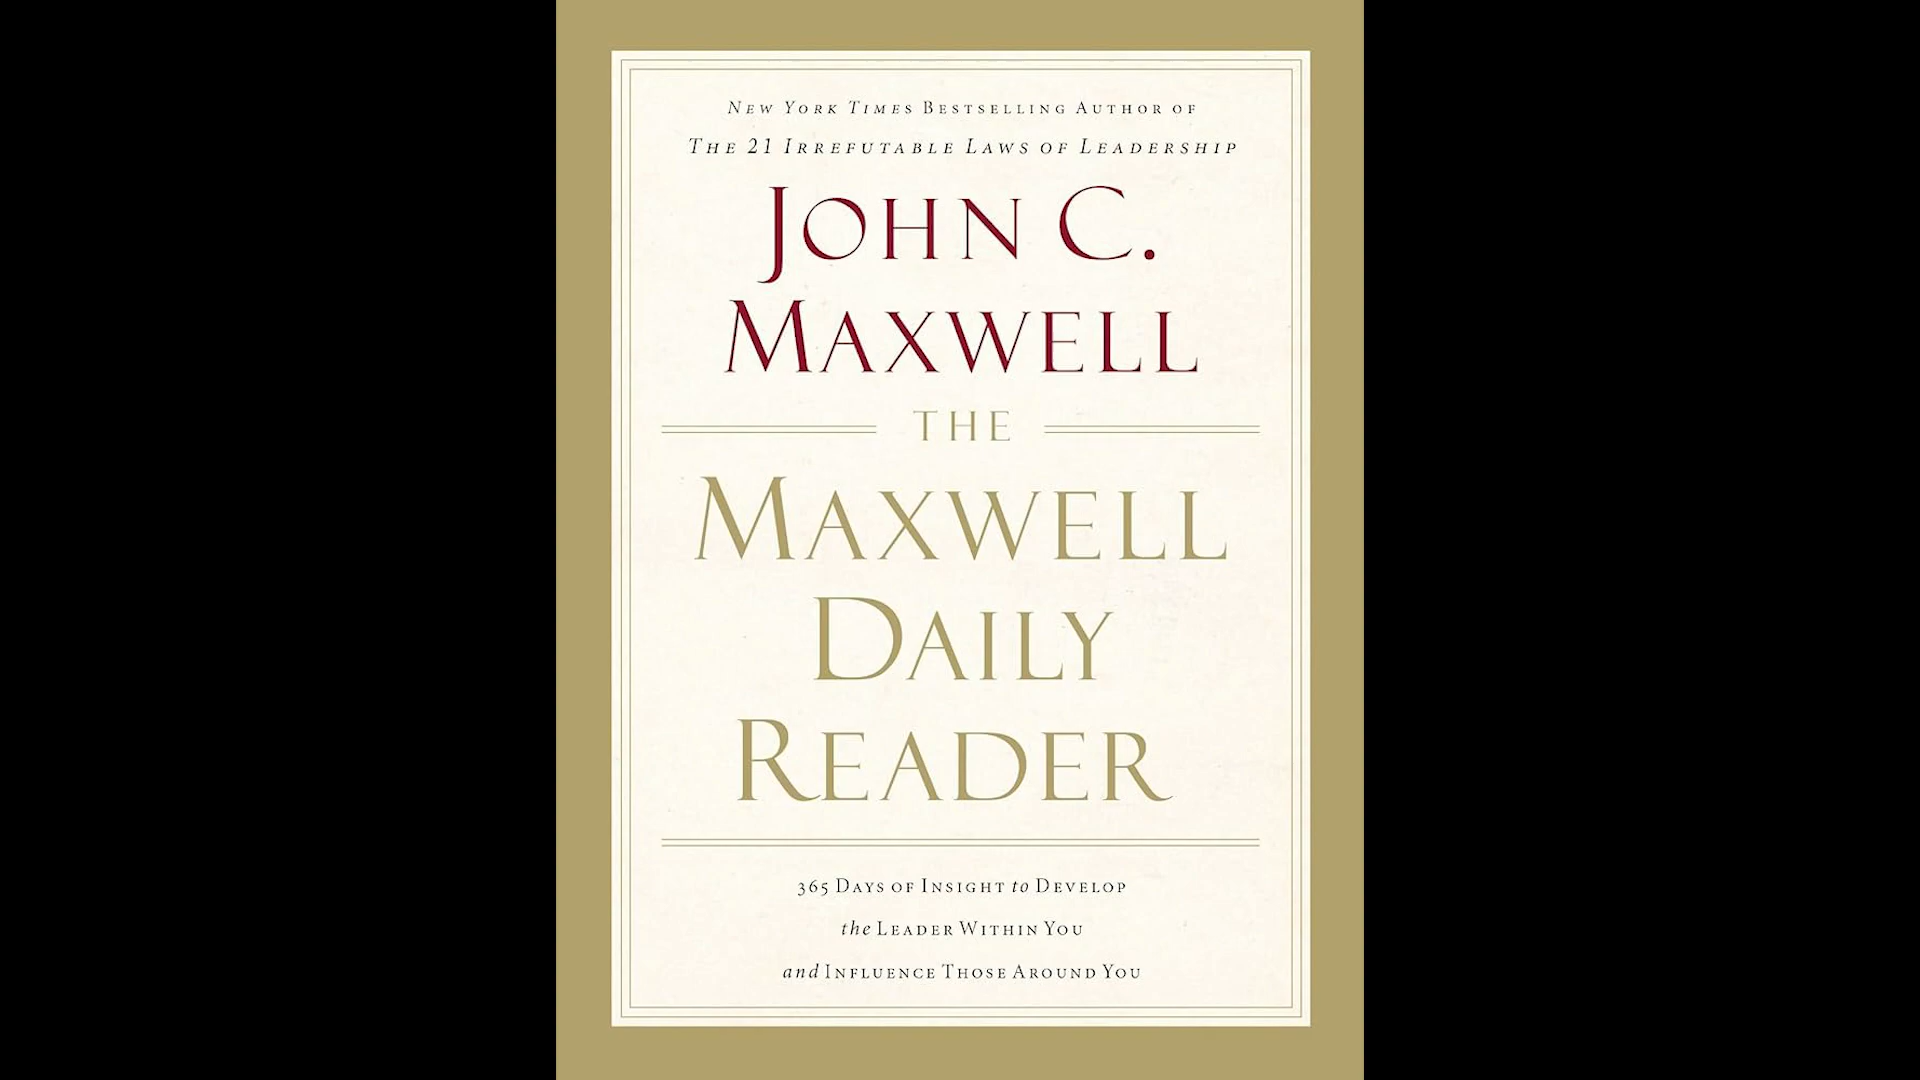 NEW YORK TIMES BESTSELLING AUTHOR OF
THE 21 IRREFUTABLE LAWS OF LEADERSHIP
JOHN C.
MAXWELL
THE
MAXWELL
DAILY
READER
365 DAYS OF INSIGHT to DEVELOP
the LEADER WITHIN YOU
and INFLUENCE THOSE AROUND YOU